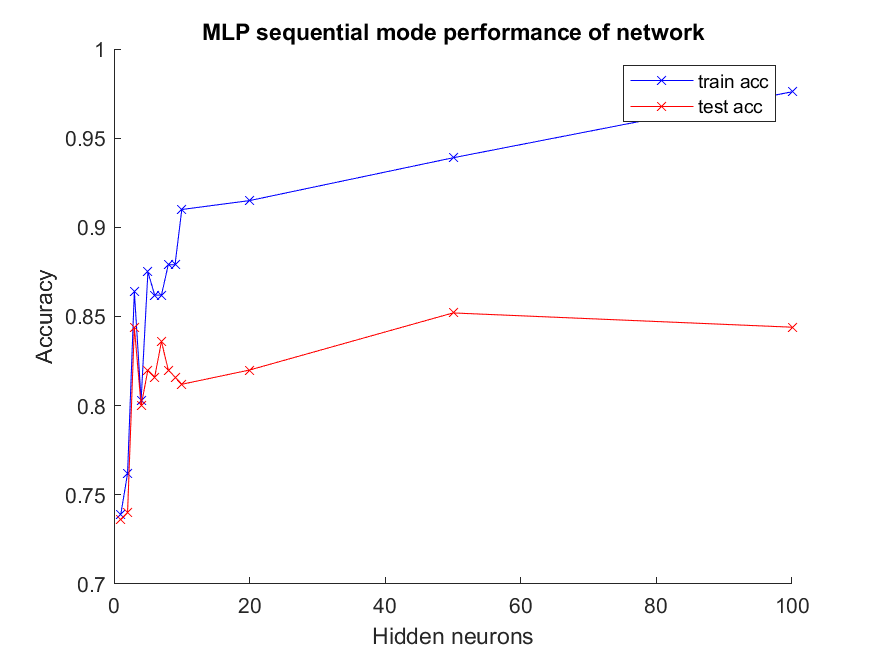 MLP sequential mode performance of network
1
0.95
0.9
0.85
0.8
0.75
0.7
train acc
test acc
Accuracy
0 20 40 60 80 100
Hidden neurons